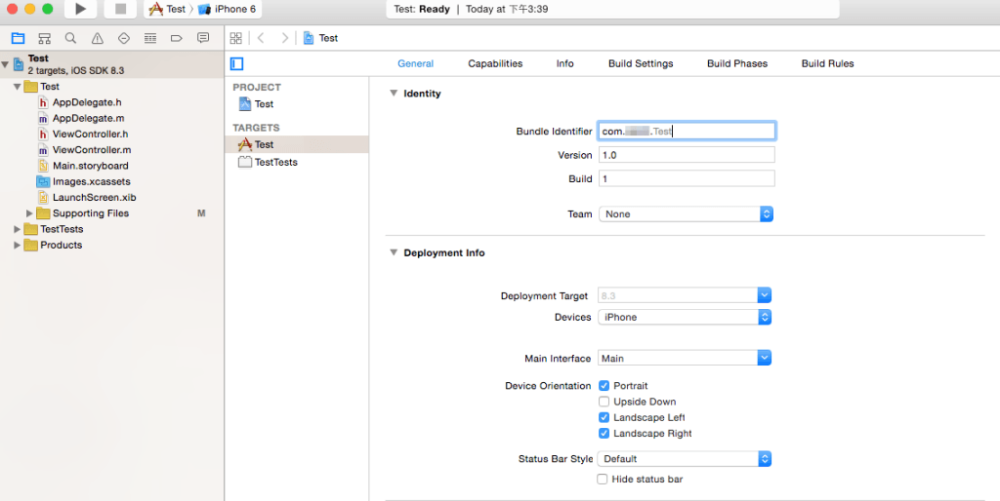 Test 〉 iPhone 6
Test: Ready | Today at 下午3:39
Test
Test
2 targets, iOS SDK 8.3
Test
h AppDelegate.h
m AppDelegate.m
h ViewController.h
m ViewController.m
Main.storyboard
Images.xcassets
LaunchScreen.xib
Supporting Files M
TestTests
Products
General Capabilities Info Build Settings Build Phases Build Rules
PROJECT
Test
TARGETS
Test
TestTests
Identity
Bundle Identifier com. .Test
Version 1.0
Build 1
Team None
Deployment Info
Deployment Target 8.3
Devices iPhone
Main Interface Main
Device Orientation Portrait
Upside Down
Landscape Left
Landscape Right
Status Bar Style Default
Hide status bar